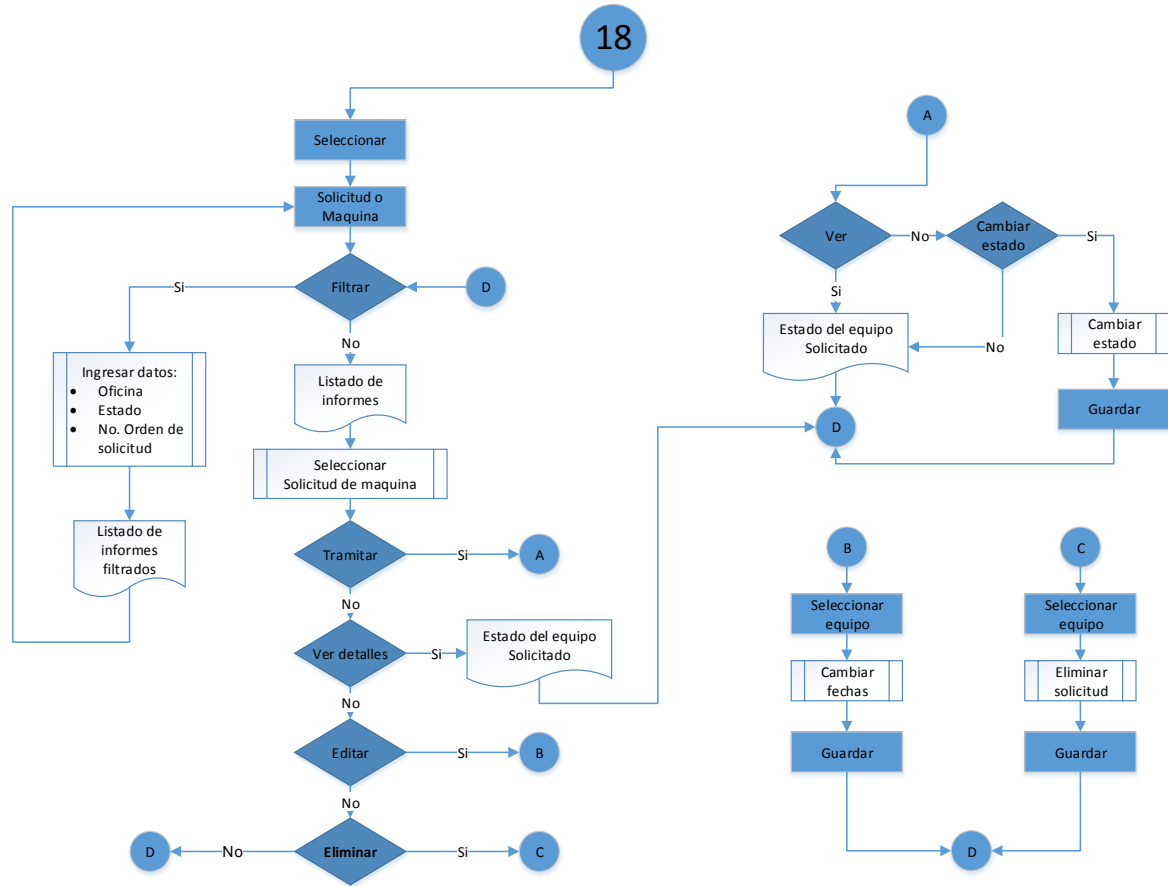 18
Seleccionar
Solicitud o
Maquina
Filtrar
D
Si
No
Ingresar datos:
• Oficina
• Estado
• No. Orden de
solicitud
Listado de
informes
Listado de
informes
filtrados
Seleccionar
Solicitud de maquina
Tramitar
Si
A
No
Ver detalles
Si
Estado del equipo
Solicitado
No
Editar
Si
B
No
Eliminar
No
D
Si
C
A
Ver
No
Cambiar
estado
Si
Si
No
Estado del equipo
Solicitado
Cambiar
estado
Guardar
D
B
Seleccionar
equipo
Cambiar
fechas
Guardar
C
Seleccionar
equipo
Eliminar
solicitud
Guardar
D